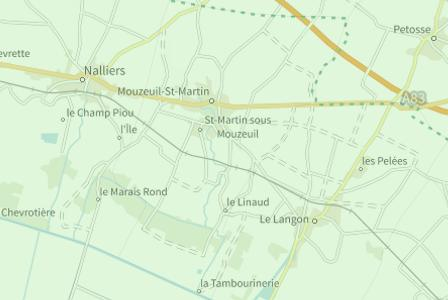 Petosse
evrette
Nalliers
Mouzeuil-St-Martin
A83
le Champ Piou
St-Martin sous
Mouzeuil
l'Île
les Pelées
le Marais Rond
le Linaud
Chevrotière
Le Langon
la Tambourinerie